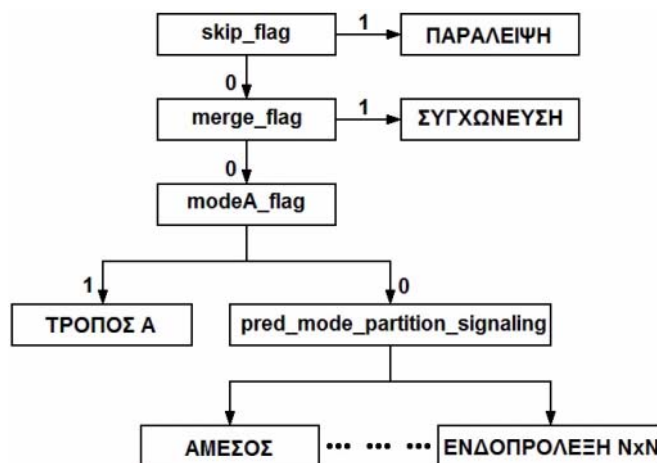 skip_flag
1
ΠΑΡΑΛΕΙΨΗ
0
merge_flag
1
ΣΥΓΧΩΝΕΥΣΗ
0
modeA_flag
1
0
ΤΡΟΠΟΣ Α
pred_mode_partition_signaling
ΑΜΕΣΟΣ
••• ••• •••
ΕΝΔΟΠΡΟΛΕΞΗ NxN